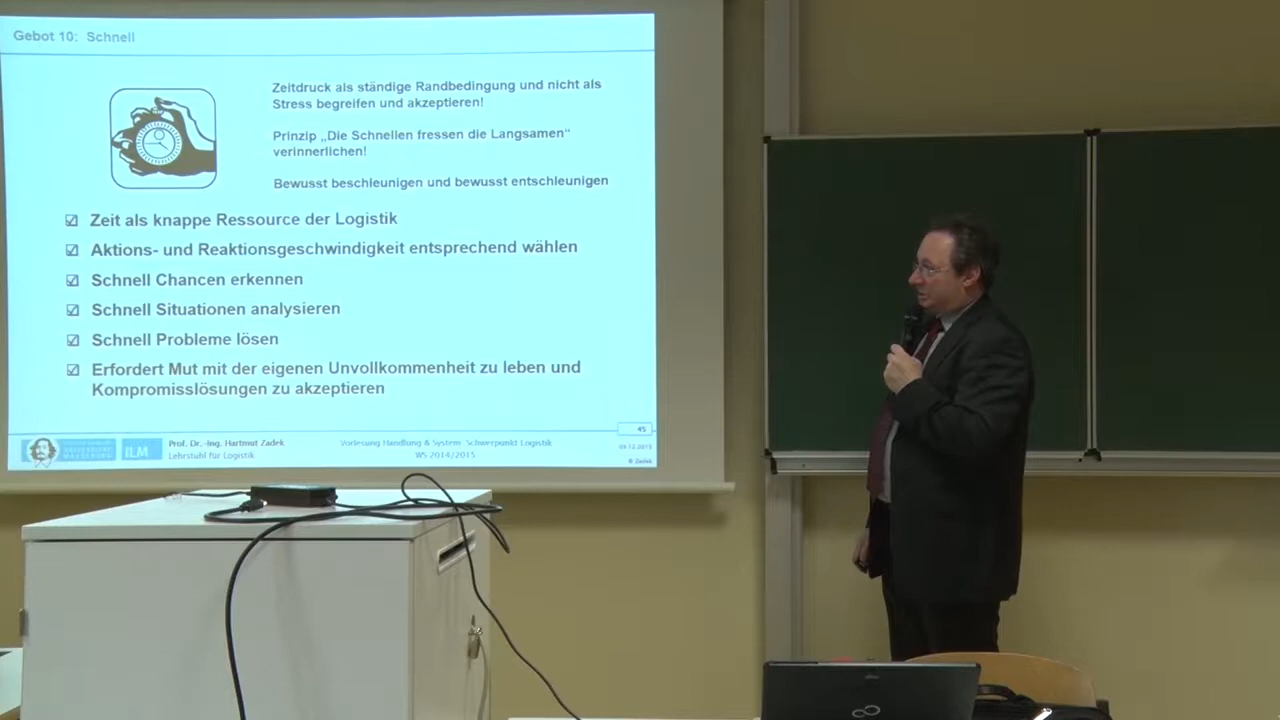 Gebot 10: Schnell
Zeitdruck als ständige Randbedingung und nicht als
Stress begreifen und akzeptieren!
Prinzip „Die Schnellen fressen die Langsamen“
verinnerlichen!
Bewusst beschleunigen und bewusst entschleunigen
☑ Zeit als knappe Ressource der Logistik
☑ Aktions- und Reaktionsgeschwindigkeit entsprechend wählen
☑ Schnell Chancen erkennen
☑ Schnell Situationen analysieren
☑ Schnell Probleme lösen
☑ Erfordert Mut mit der eigenen Unvollkommenheit zu leben und
Kompromisslösungen zu akzeptieren
UNIVERSITÄT
MAGDEBURG
ILM
Prof. Dr.-Ing. Hartmut Zadek
Lehrstuhl für Logistik
Vorlesung Handlung & System: Schwerpunkt Logistik
WS 2014/2015
45
© Zadek